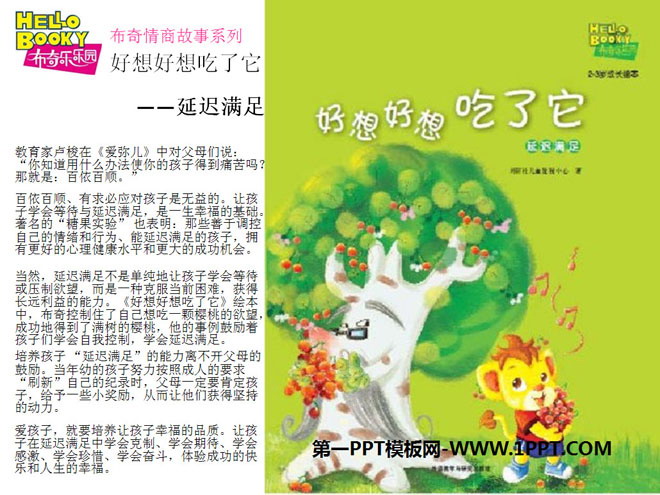 HELLO
BOOKY
布奇乐乐园
布奇情商故事系列
好想好想吃了它
——延迟满足
教育家卢梭在《爱弥儿》中对父母们说：
“你知道用什么办法使你的孩子得到痛苦吗？
那就是：百依百顺。”
百依百顺、有求必应对孩子是无益的。让孩
子学会等待与延迟满足，是一生幸福的基础。
著名的“糖果实验”也表明：那些善于调控
自己的情绪和行为、能延迟满足的孩子，拥
有更好的心理健康水平和更大的成功机会。
当然，延迟满足不是单纯地让孩子学会等待
或压制欲望，而是一种克服当前困难，获得
长远利益的能力。《好想好想吃了它》绘本
中，布奇控制住了自己想吃一颗樱桃的欲望，
成功地得到了满树的樱桃，他的事例鼓励着
孩子们学会自我控制，学会延迟满足。
培养孩子“延迟满足”的能力离不开父母的
鼓励。当年幼的孩子努力按照成人的要求
“刷新”自己的纪录时，父母一定要肯定孩
子，给予一些小奖励，从而让他们获得坚持
的动力。
爱孩子，就要培养让孩子幸福的品质。让孩
子在延迟满足中学会克制、学会期待、学会
感激、学会珍惜、学会奋斗，体验成功的快
乐和人生的幸福。
HELLO
BOOKY
布奇乐乐园
2-3岁成长绘本
好想好想吃了它
延迟满足
第一PPT模板网-WWW.1PPT.COM
外语教学与研究出版社